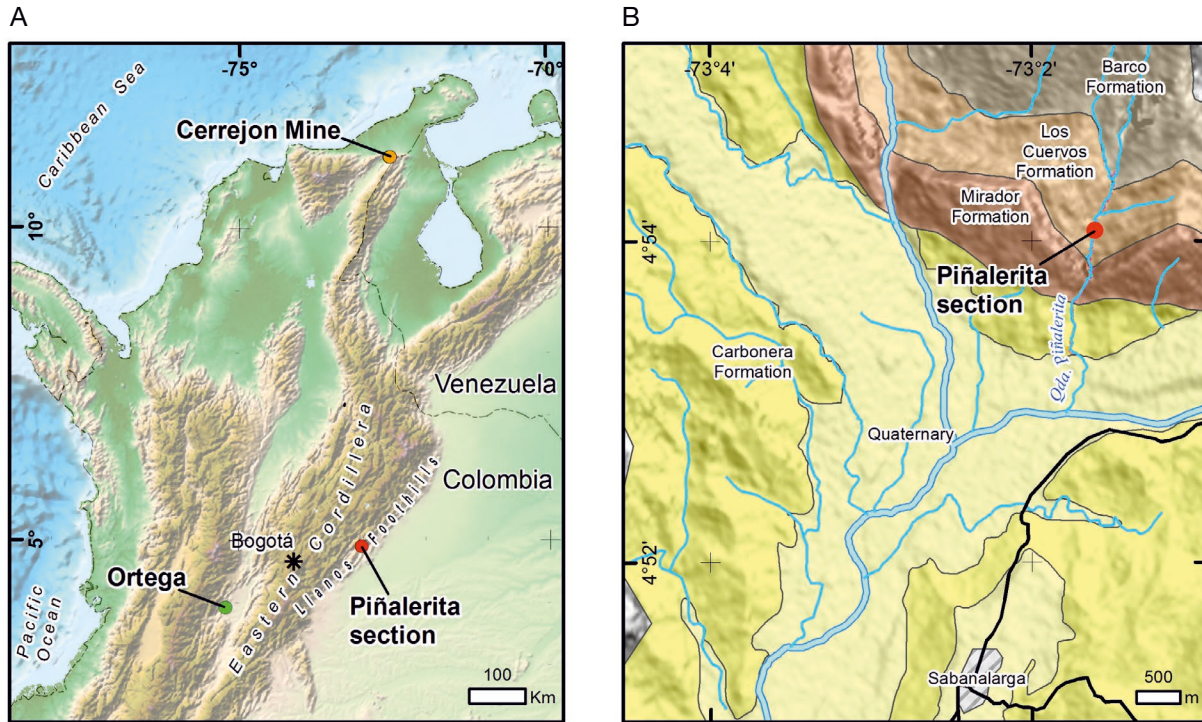 A
-75°
-70°
Caribbean Sea
Cerrejon Mine
10°
Venezuela
Colombia
Eastern Cordillera
Llanos Foothills
Bogotá
5°
Ortega
Piñalerita
section
Pacific
Ocean
100
Km
B
-73°4'
-73°2'
Barco
Formation
Los
Cuervos
Formation
Mirador
Formation
4°54'
Piñalerita
section
Qda. Piñalerita
Carbonera
Formation
Quaternary
4°52'
Sabanalarga
500
m